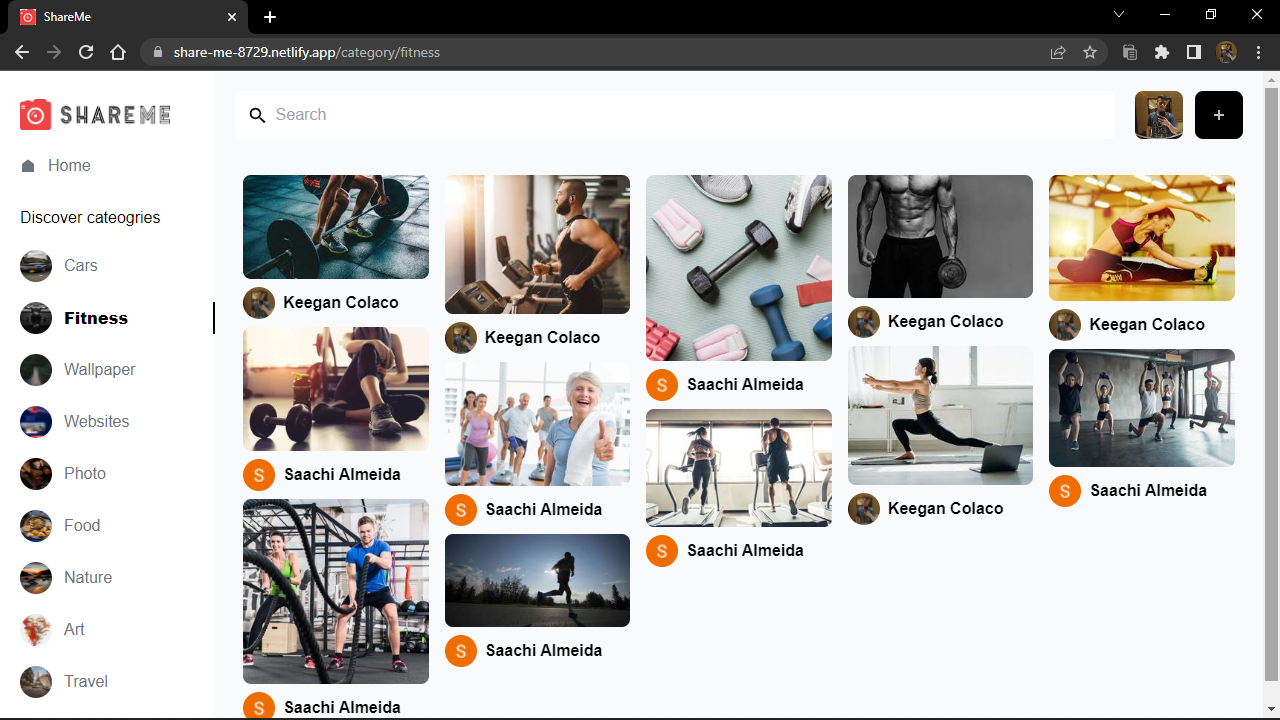 ShareMe
share-me-8729.netlify.app/category/fitness
SHAREME
Search
Home
Discover cateogries
Cars
Fitness
Wallpaper
Websites
Photo
Food
Nature
Art
Travel
Keegan Colaco
Saachi Almeida
S
Saachi Almeida
S
Keegan Colaco
S
Saachi Almeida
S
Saachi Almeida
S
Saachi Almeida
S
Saachi Almeida
Keegan Colaco
Keegan Colaco
Keegan Colaco
S
Saachi Almeida